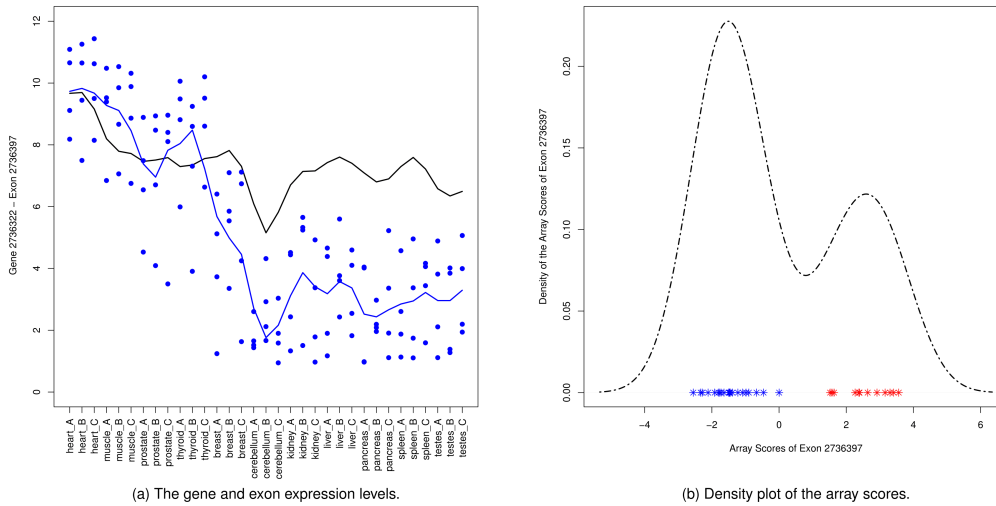 Gene 2736322 − Exon 2736397
12
10
8
6
4
2
0
heart_A
heart_B
heart_C
muscle_A
muscle_B
muscle_C
prostate_A
prostate_B
prostate_C
thyroid_A
thyroid_B
thyroid_C
breast_A
breast_B
breast_C
cerebellum_A
cerebellum_B
cerebellum_C
kidney_A
kidney_B
kidney_C
liver_A
liver_B
liver_C
pancreas_A
pancreas_B
pancreas_C
spleen_A
spleen_B
spleen_C
testes_A
testes_B
testes_C
(a) The gene and exon expression levels.
Density of the Array Scores of Exon 2736397
0.20
0.15
0.10
0.05
0.00
−4
−2
0
2
4
6
Array Scores of Exon 2736397
(b) Density plot of the array scores.